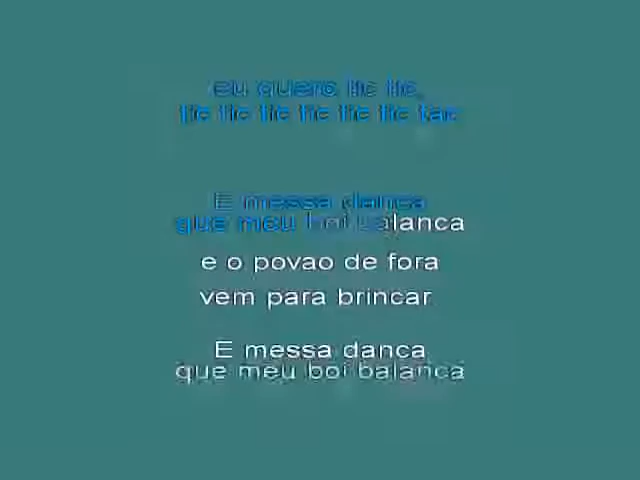 eu quero tic tic,
tic tic tic tic tic tic tac
E messa danca
que meu boi balanca
e o povao de fora
vem para brincar
E messa danca
que meu boi balanca